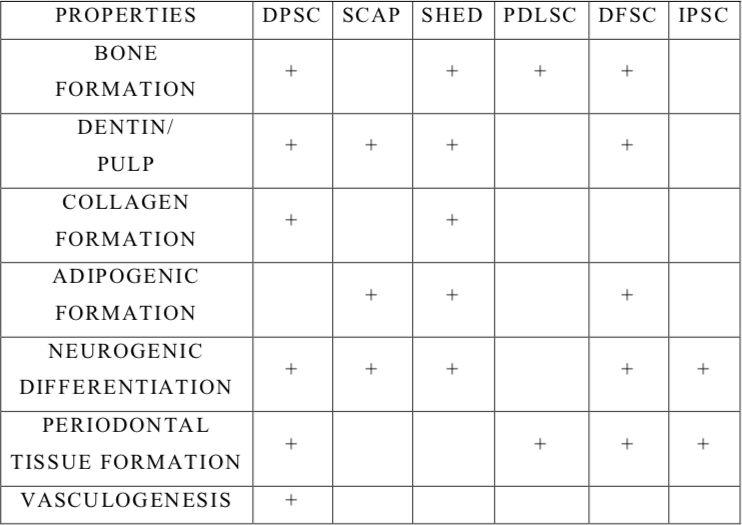 PROPERTIES DPSC SCAP SHED PDLSC DFSC IPSC
BONE
FORMATION + + + +
DENTIN/
PULP + + + +
COLLAGEN
FORMATION + +
ADIPOGENIC
FORMATION + + +
NEUROGENIC
DIFFERENTIATION + + + + +
PERIODONTAL
TISSUE FORMATION + + + +
VASCULOGENESIS +